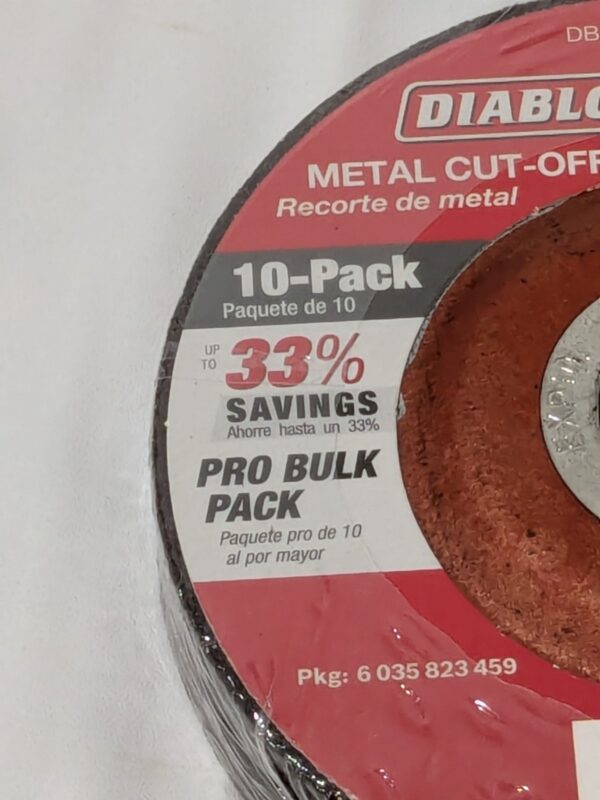 DB
DIABLO
METAL CUT-OFF
Recorte de metal
10-Pack
Paquete de 10
UP TO
33%
SAVINGS
Ahorre hasta un 33%
PRO BULK
PACK
Paquete pro de 10
al por mayor
Pkg: 6 035 823 459